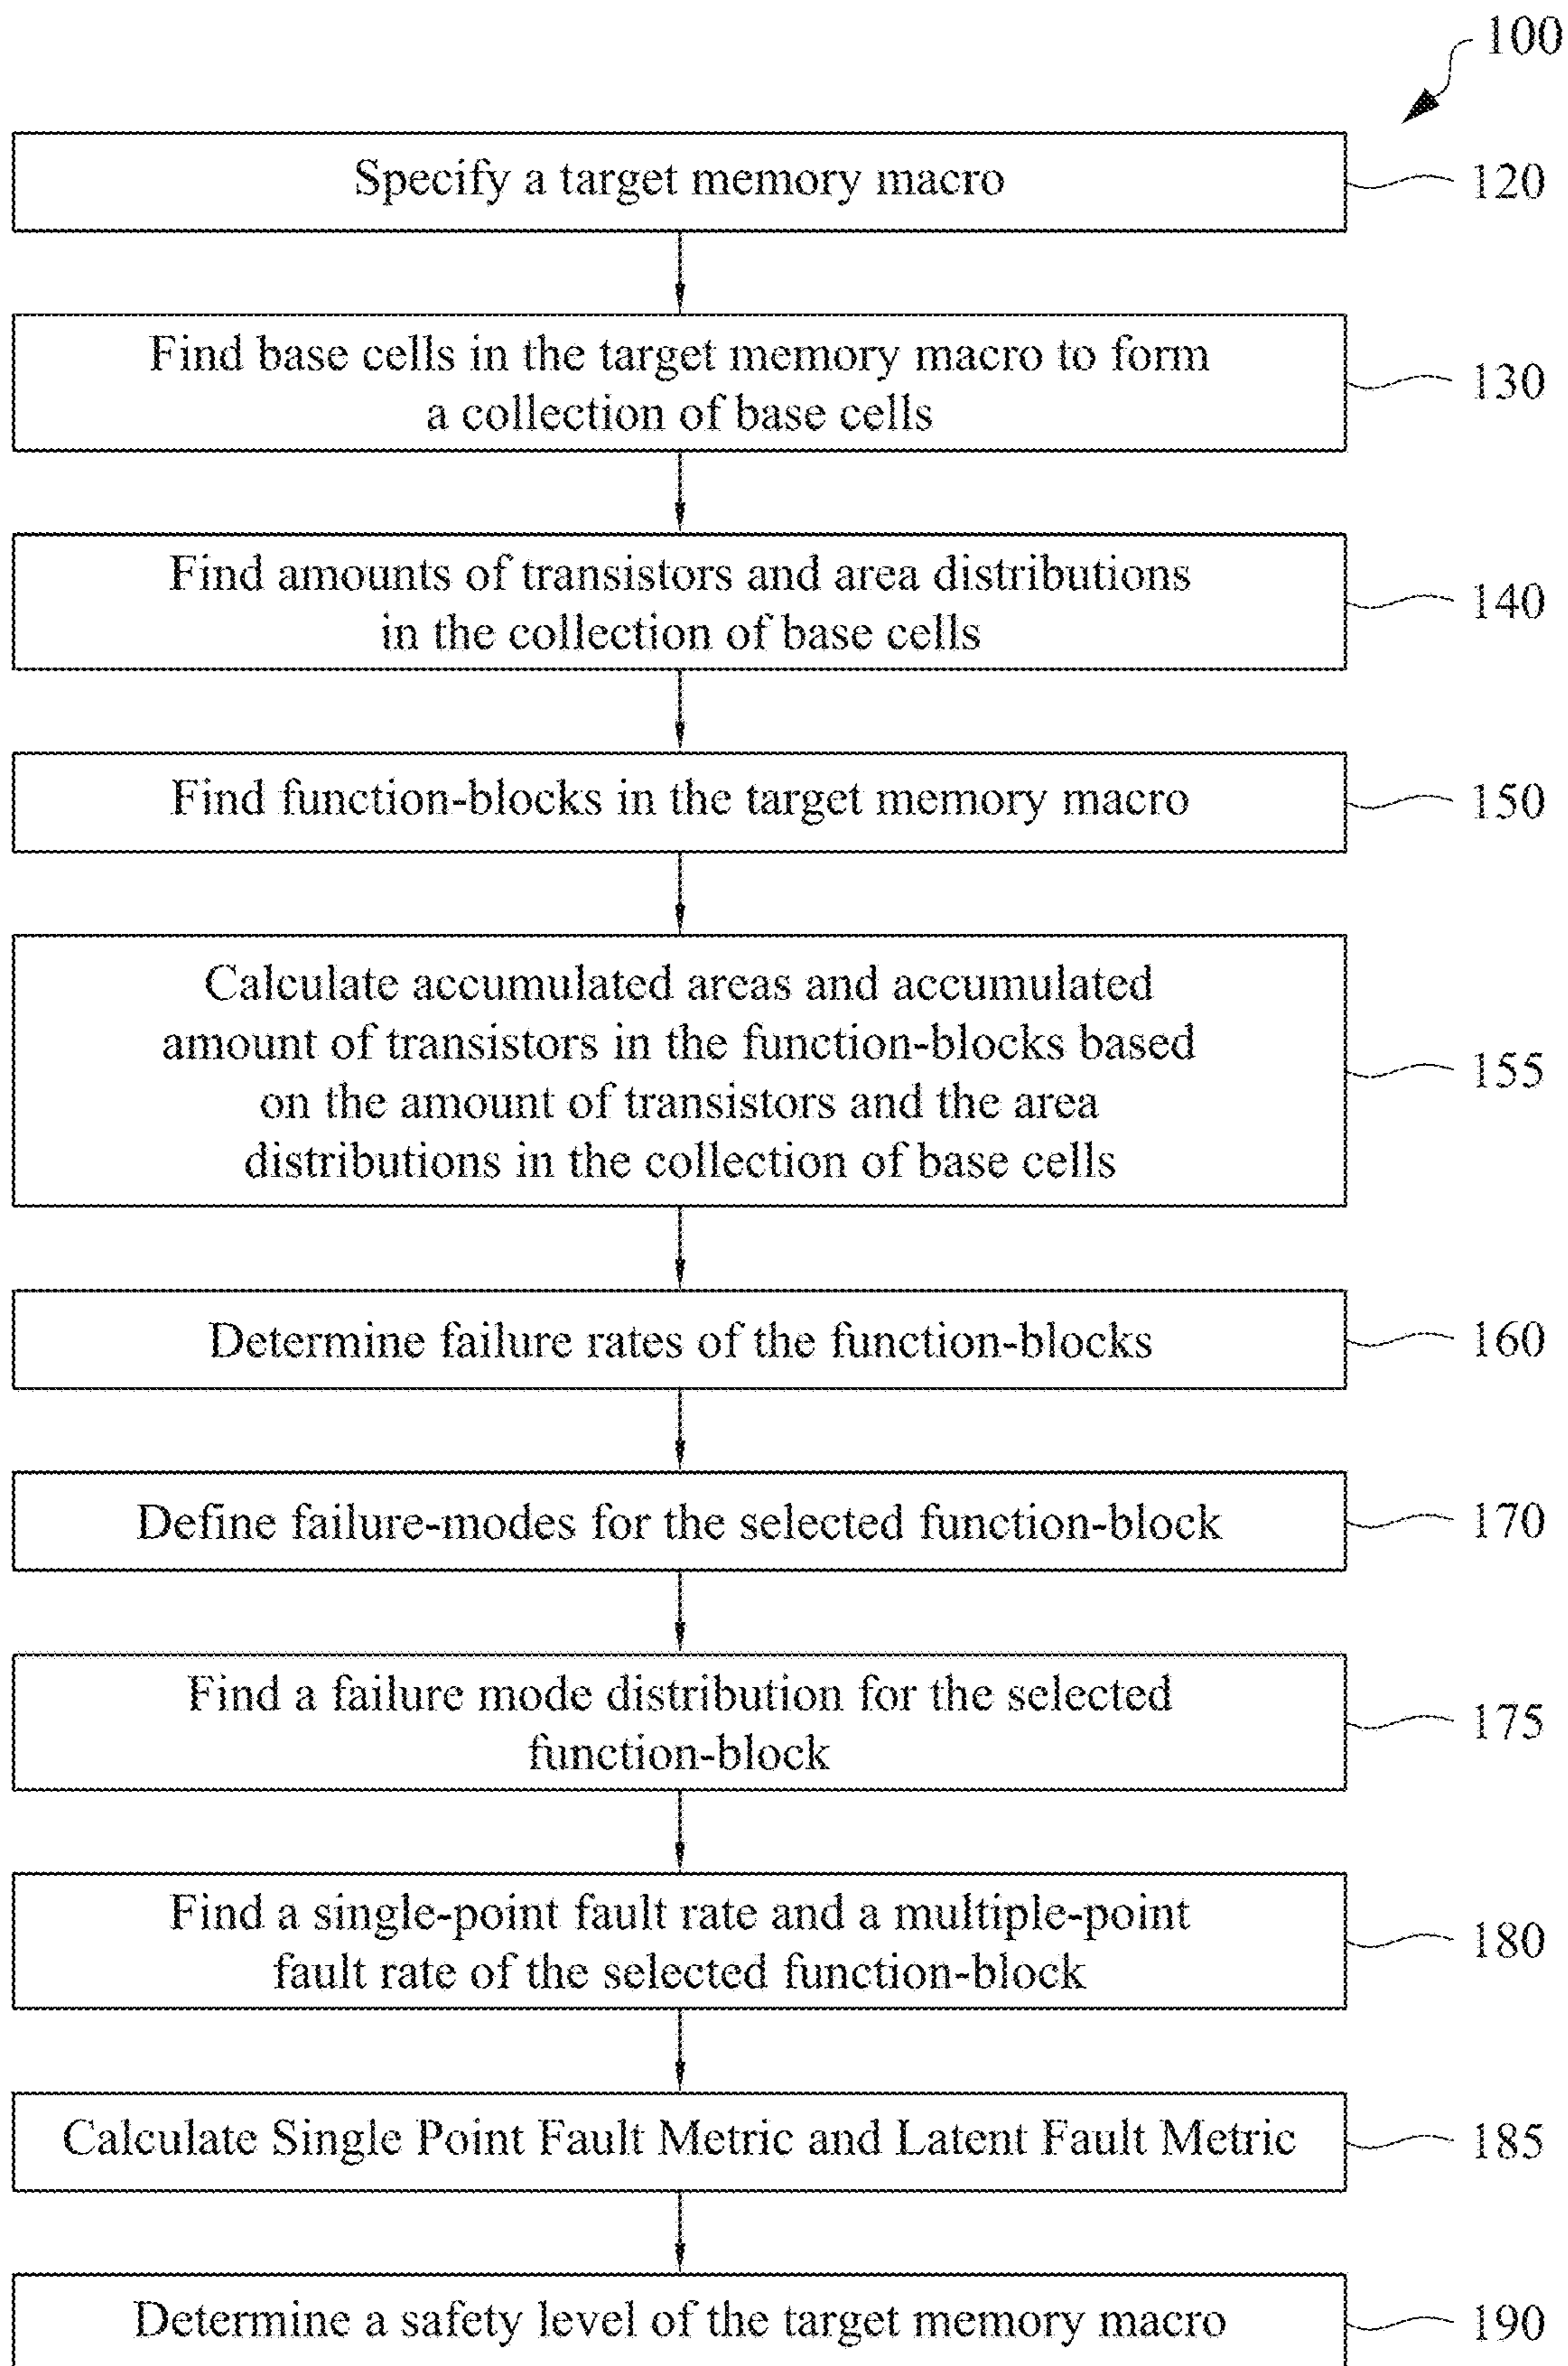 100
Specify a target memory macro
120
Find base cells in the target memory macro to form
a collection of base cells
130
Find amounts of transistors and area distributions
in the collection of base cells
140
Find function-blocks in the target memory macro
150
Calculate accumulated areas and accumulated
amount of transistors in the function-blocks based
on the amount of transistors and the area
distributions in the collection of base cells
155
Determine failure rates of the function-blocks
160
Define failure-modes for the selected function-block
170
Find a failure mode distribution for the selected
function-block
175
Find a single-point fault rate and a multiple-point
fault rate of the selected function-block
180
Calculate Single Point Fault Metric and Latent Fault Metric
185
Determine a safety level of the target memory macro
190